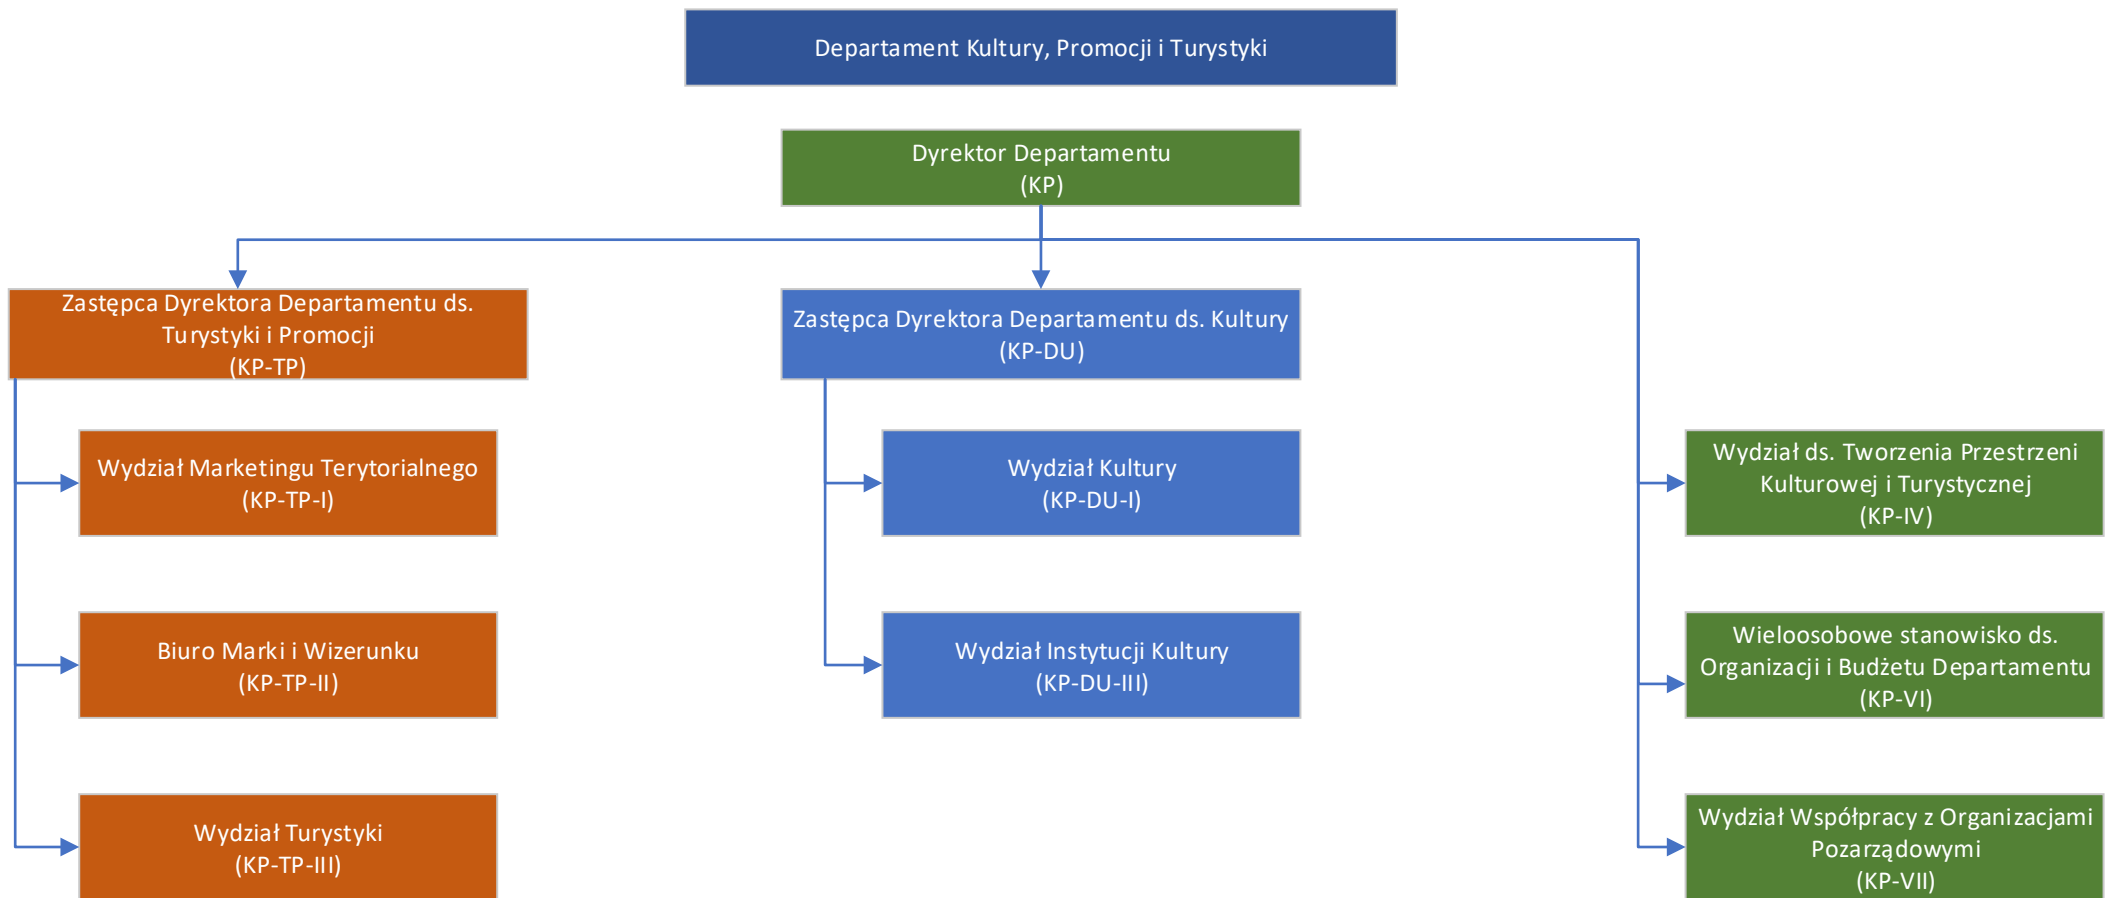 Departament Kultury, Promocji i Turystyki
Dyrektor Departamentu
(KP)
Zastępca Dyrektora Departamentu ds.
Turystyki i Promocji
(KP-TP)
Zastępca Dyrektora Departamentu ds. Kultury
(KP-DU)
Wydział Marketingu Terytorialnego
(KP-TP-I)
Wydział Kultury
(KP-DU-I)
Wydział ds. Tworzenia Przestrzeni
Kulturowej i Turystycznej
(KP-IV)
Biuro Marki i Wizerunku
(KP-TP-II)
Wydział Instytucji Kultury
(KP-DU-III)
Wieloosobowe stanowisko ds.
Organizacji i Budżetu Departamentu
(KP-VI)
Wydział Turystyki
(KP-TP-III)
Wydział Współpracy z Organizacjami
Pozarządowymi
(KP-VII)